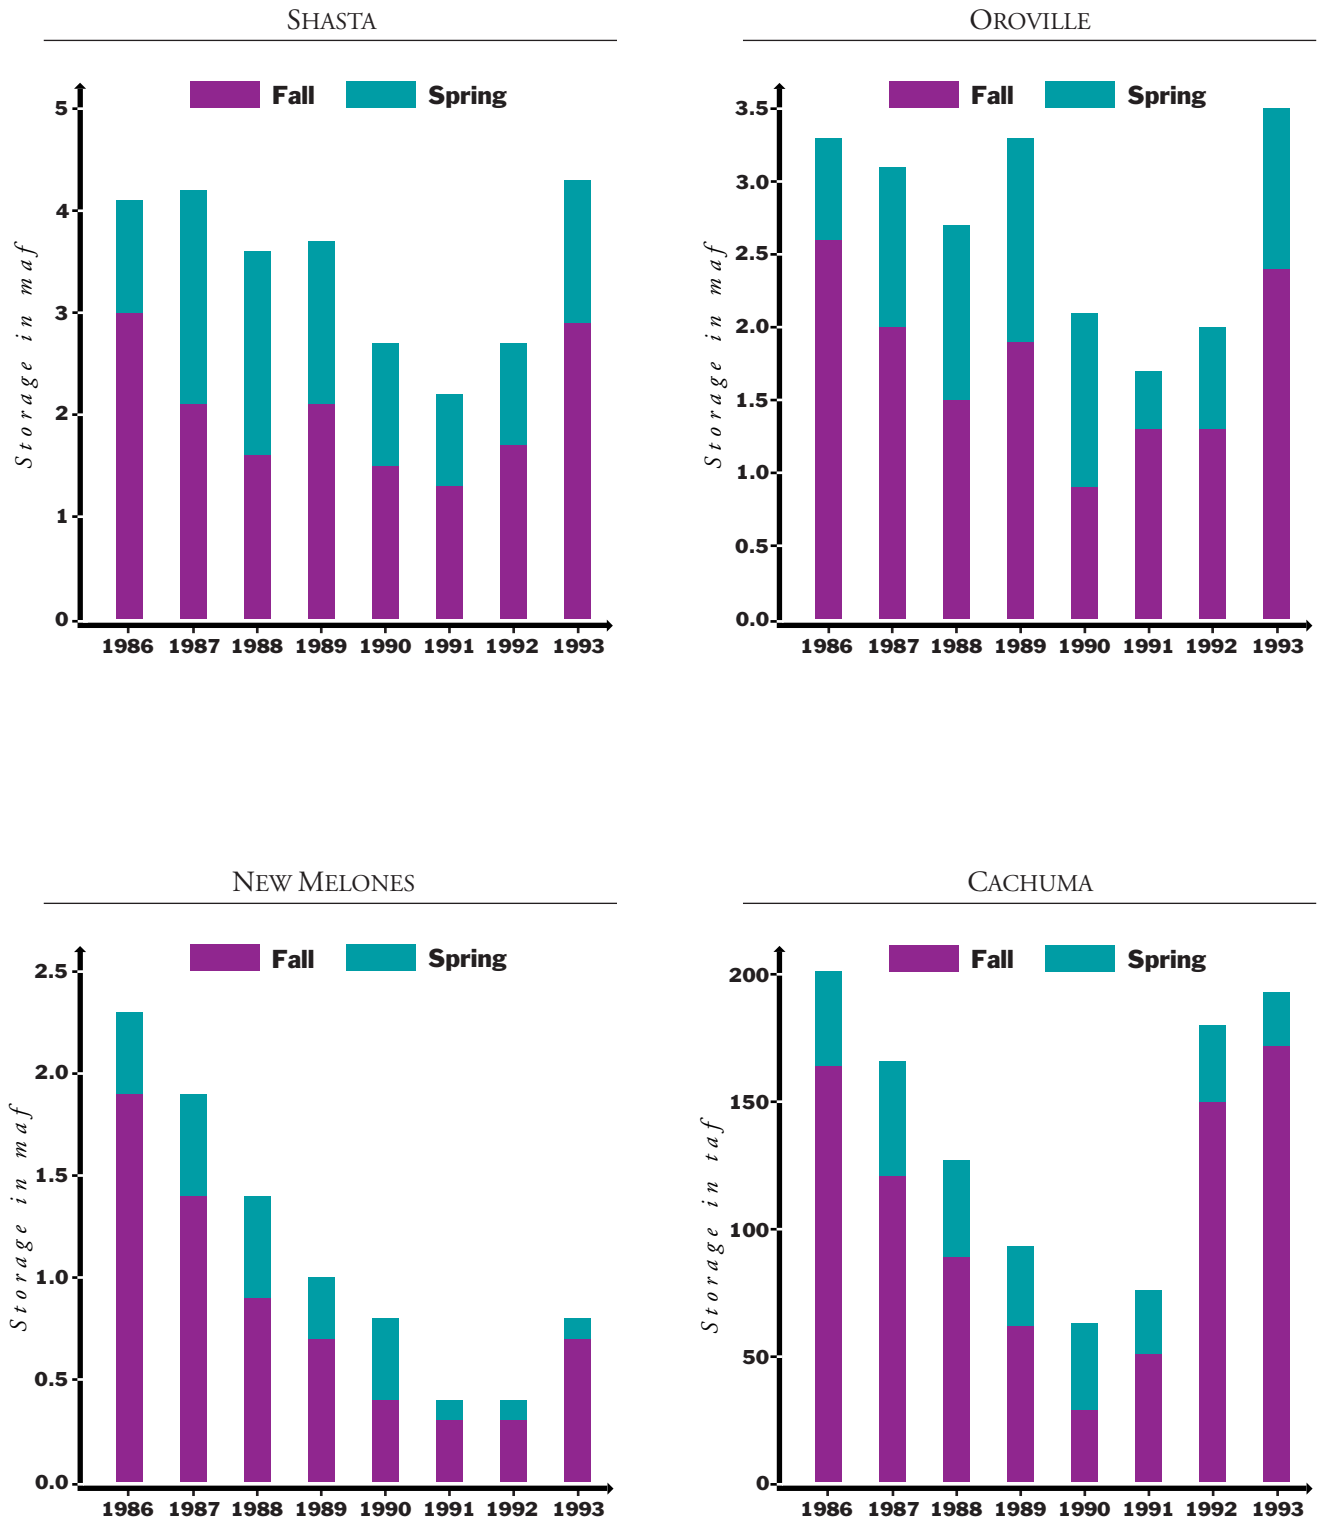 SHASTA
Fall Spring
Storage in maf
5
4
3
2
1
0
1986 1987 1988 1989 1990 1991 1992 1993
OROVILLE
Fall Spring
Storage in maf
3.5
3.0
2.5
2.0
1.5
1.0
0.5
0.0
1986 1987 1988 1989 1990 1991 1992 1993
NEW MELONES
Fall Spring
Storage in maf
2.5
2.0
1.5
1.0
0.5
0.0
1986 1987 1988 1989 1990 1991 1992 1993
CACHUMA
Fall Spring
Storage in taf
200
150
100
50
0
1986 1987 1988 1989 1990 1991 1992 1993